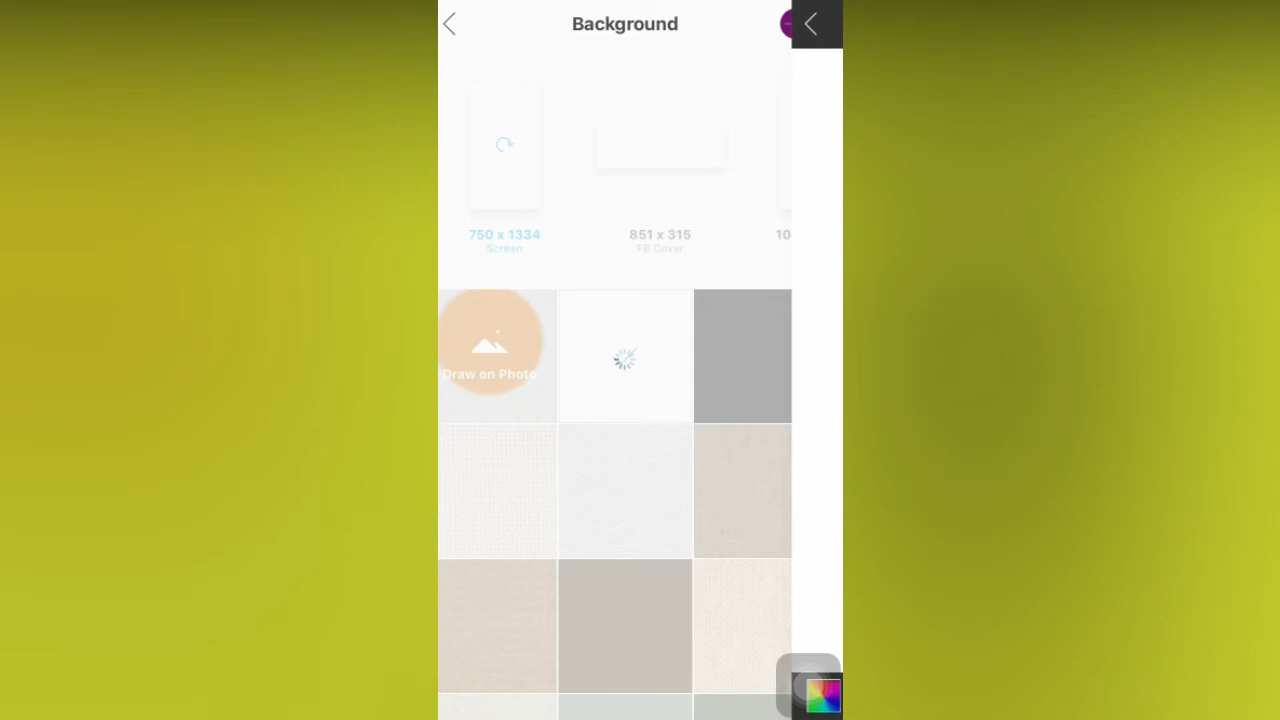 Background
750 x 1334
Screen
851 x 315
FB Cover
10
Draw on Photo